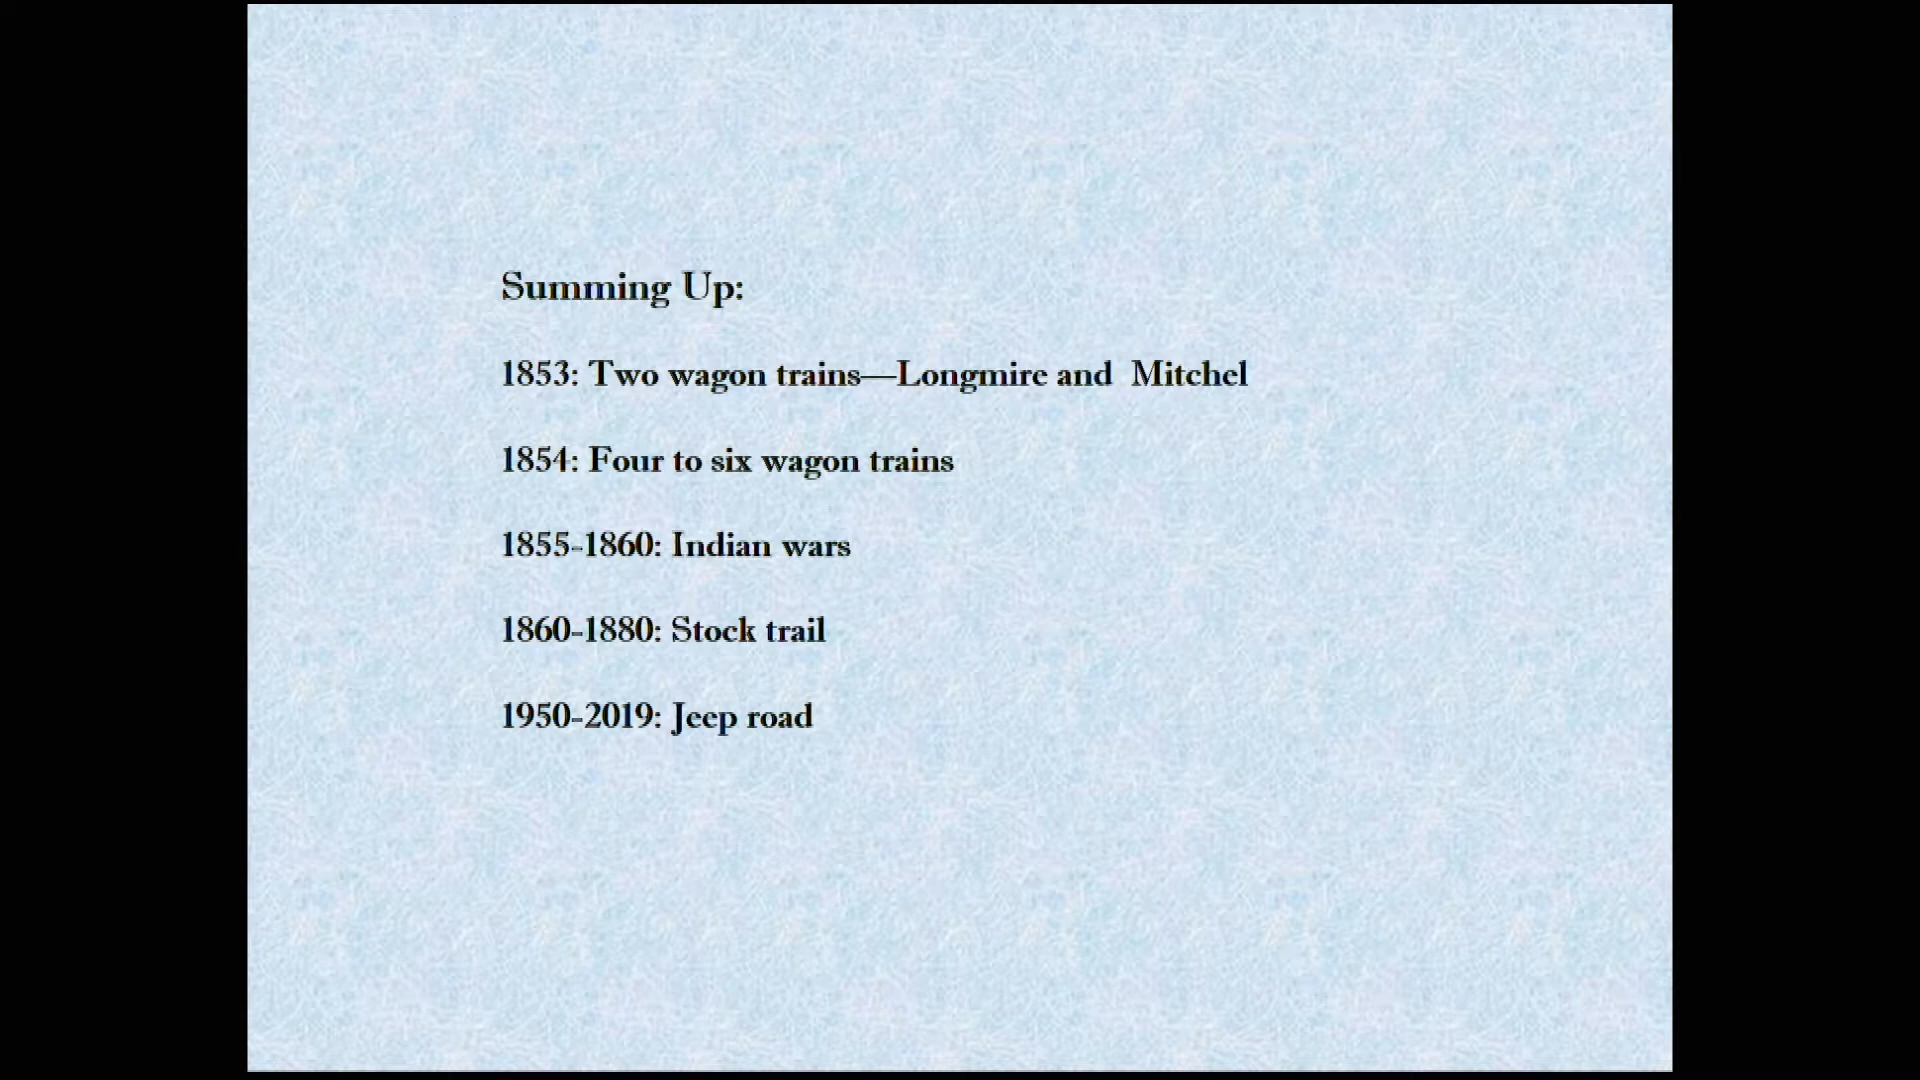 Summing Up:
1853: Two wagon trains—Longmire and Mitchel
1854: Four to six wagon trains
1855-1860: Indian wars
1860-1880: Stock trail
1950-2019: Jeep road